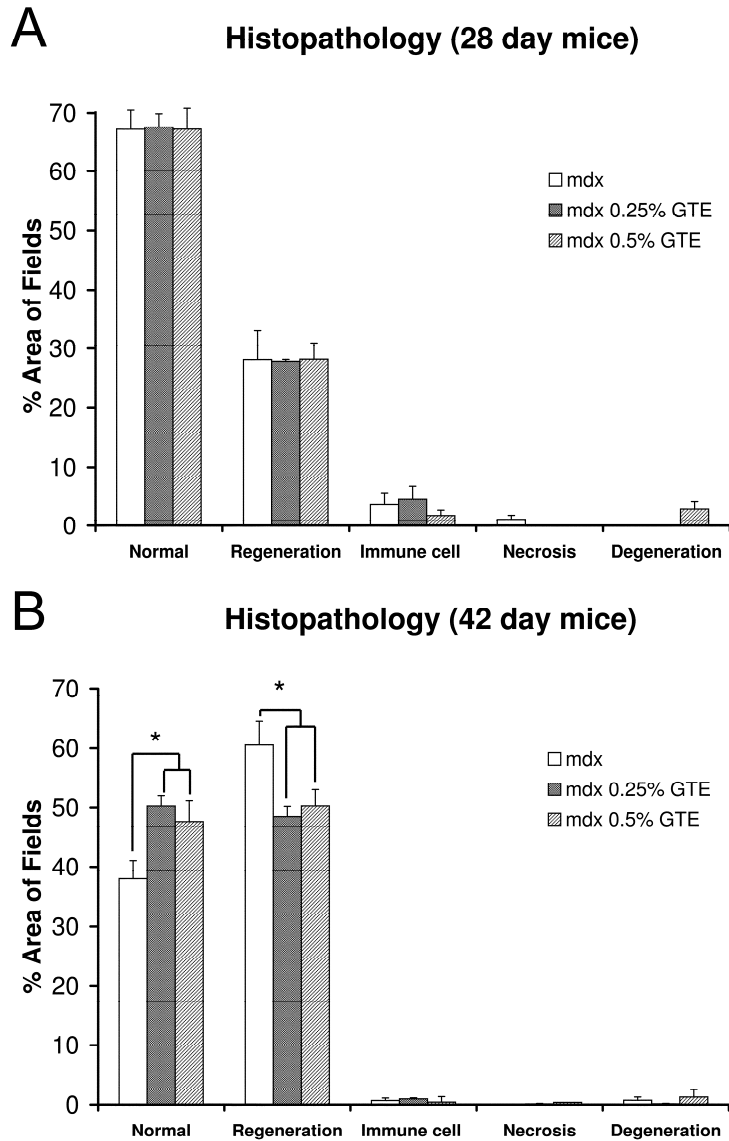 A
Histopathology (28 day mice)
70
60
50
40
30
20
10
0
% Area of Fields
mdx
mdx 0.25% GTE
mdx 0.5% GTE
Normal Regeneration Immune cell Necrosis Degeneration
B
Histopathology (42 day mice)
70
60
50
40
30
20
10
0
% Area of Fields
*
*
mdx
mdx 0.25% GTE
mdx 0.5% GTE
Normal Regeneration Immune cell Necrosis Degeneration